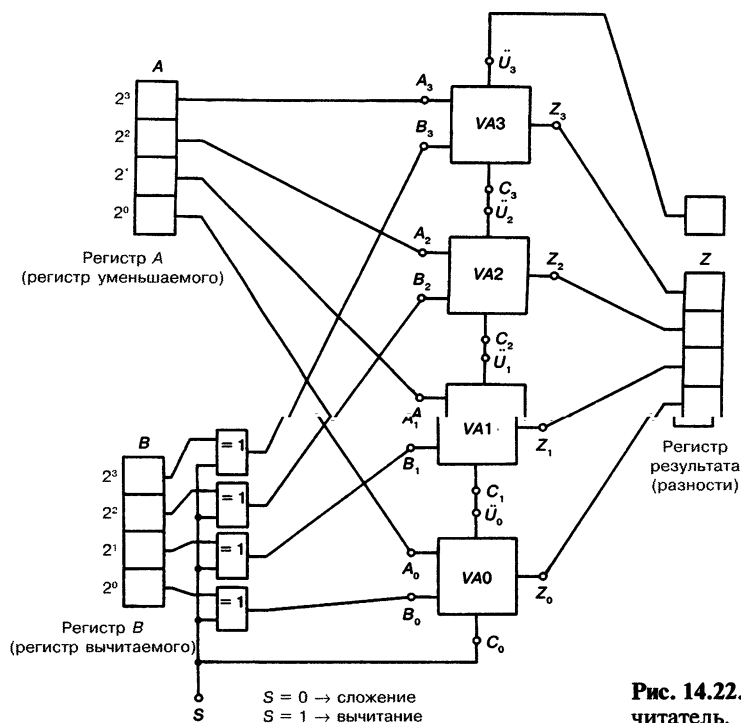 A
2³
2²
2¹
2⁰
Регистр A
(регистр уменьшаемого)
B
2³
2²
2¹
2⁰
Регистр B
(регистр вычитаемого)
= 1
= 1
= 1
= 1
S
S = 0 → сложение
S = 1 → вычитание
Ü₃
A₃
VA3
Z₃
B₃
C₃
Ü₂
A₂
VA2
Z₂
B₂
C₂
Ü₁
A₁
VA1
Z₁
B₁
C₁
Ü₀
A₀
VA0
Z₀
B₀
C₀
Z
Регистр
результата
(разности)
Рис. 14.22.
читатель.